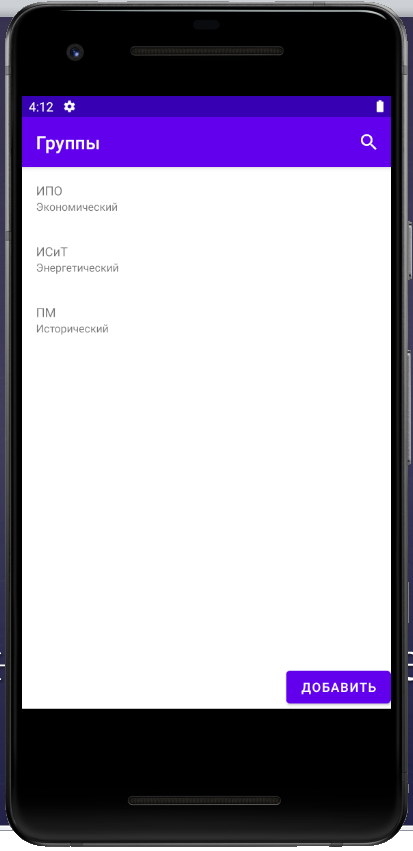 4:12
Группы
ИПО
Экономический
ИСиТ
Энергетический
ПМ
Исторический
ДОБАВИТЬ